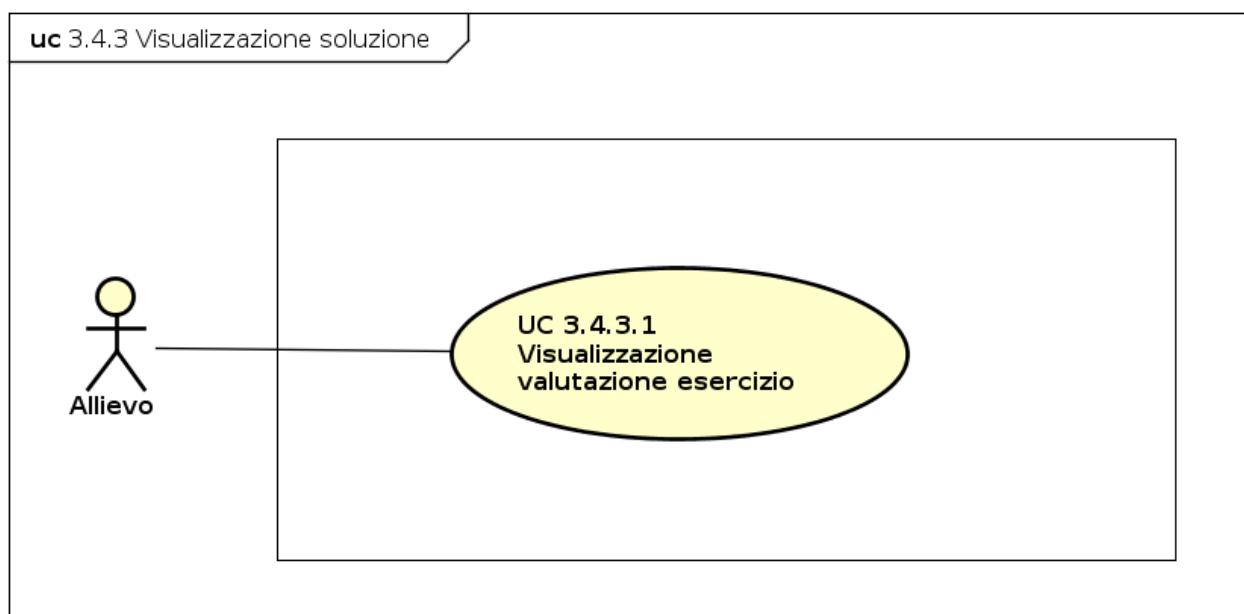 uc 3.4.3 Visualizzazione soluzione
UC 3.4.3.1
Visualizzazione
valutazione esercizio
Allievo